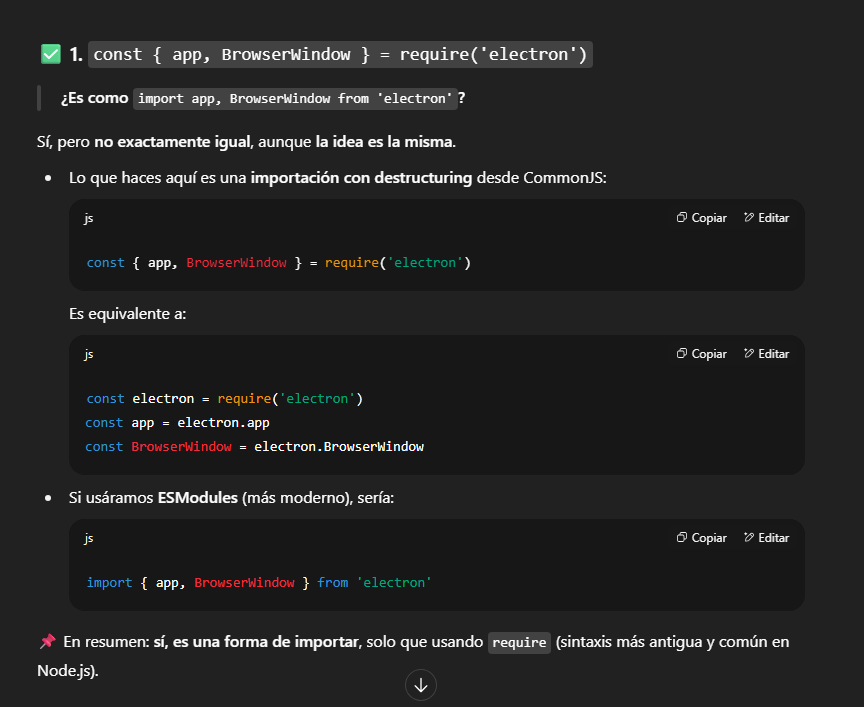 ✅ 1. const { app, BrowserWindow } = require('electron')
¿Es como import app, BrowserWindow from 'electron' ?
Sí, pero no exactamente igual, aunque la idea es la misma.
• Lo que haces aquí es una importación con destructuring desde CommonJS:
js Copiar Editar
const { app, BrowserWindow } = require('electron')
Es equivalente a:
js Copiar Editar
const electron = require('electron')
const app = electron.app
const BrowserWindow = electron.BrowserWindow
• Si usáramos ESModules (más moderno), sería:
js Copiar Editar
import { app, BrowserWindow } from 'electron'
📌 En resumen: sí, es una forma de importar, solo que usando require (sintaxis más antigua y común en
Node.js).